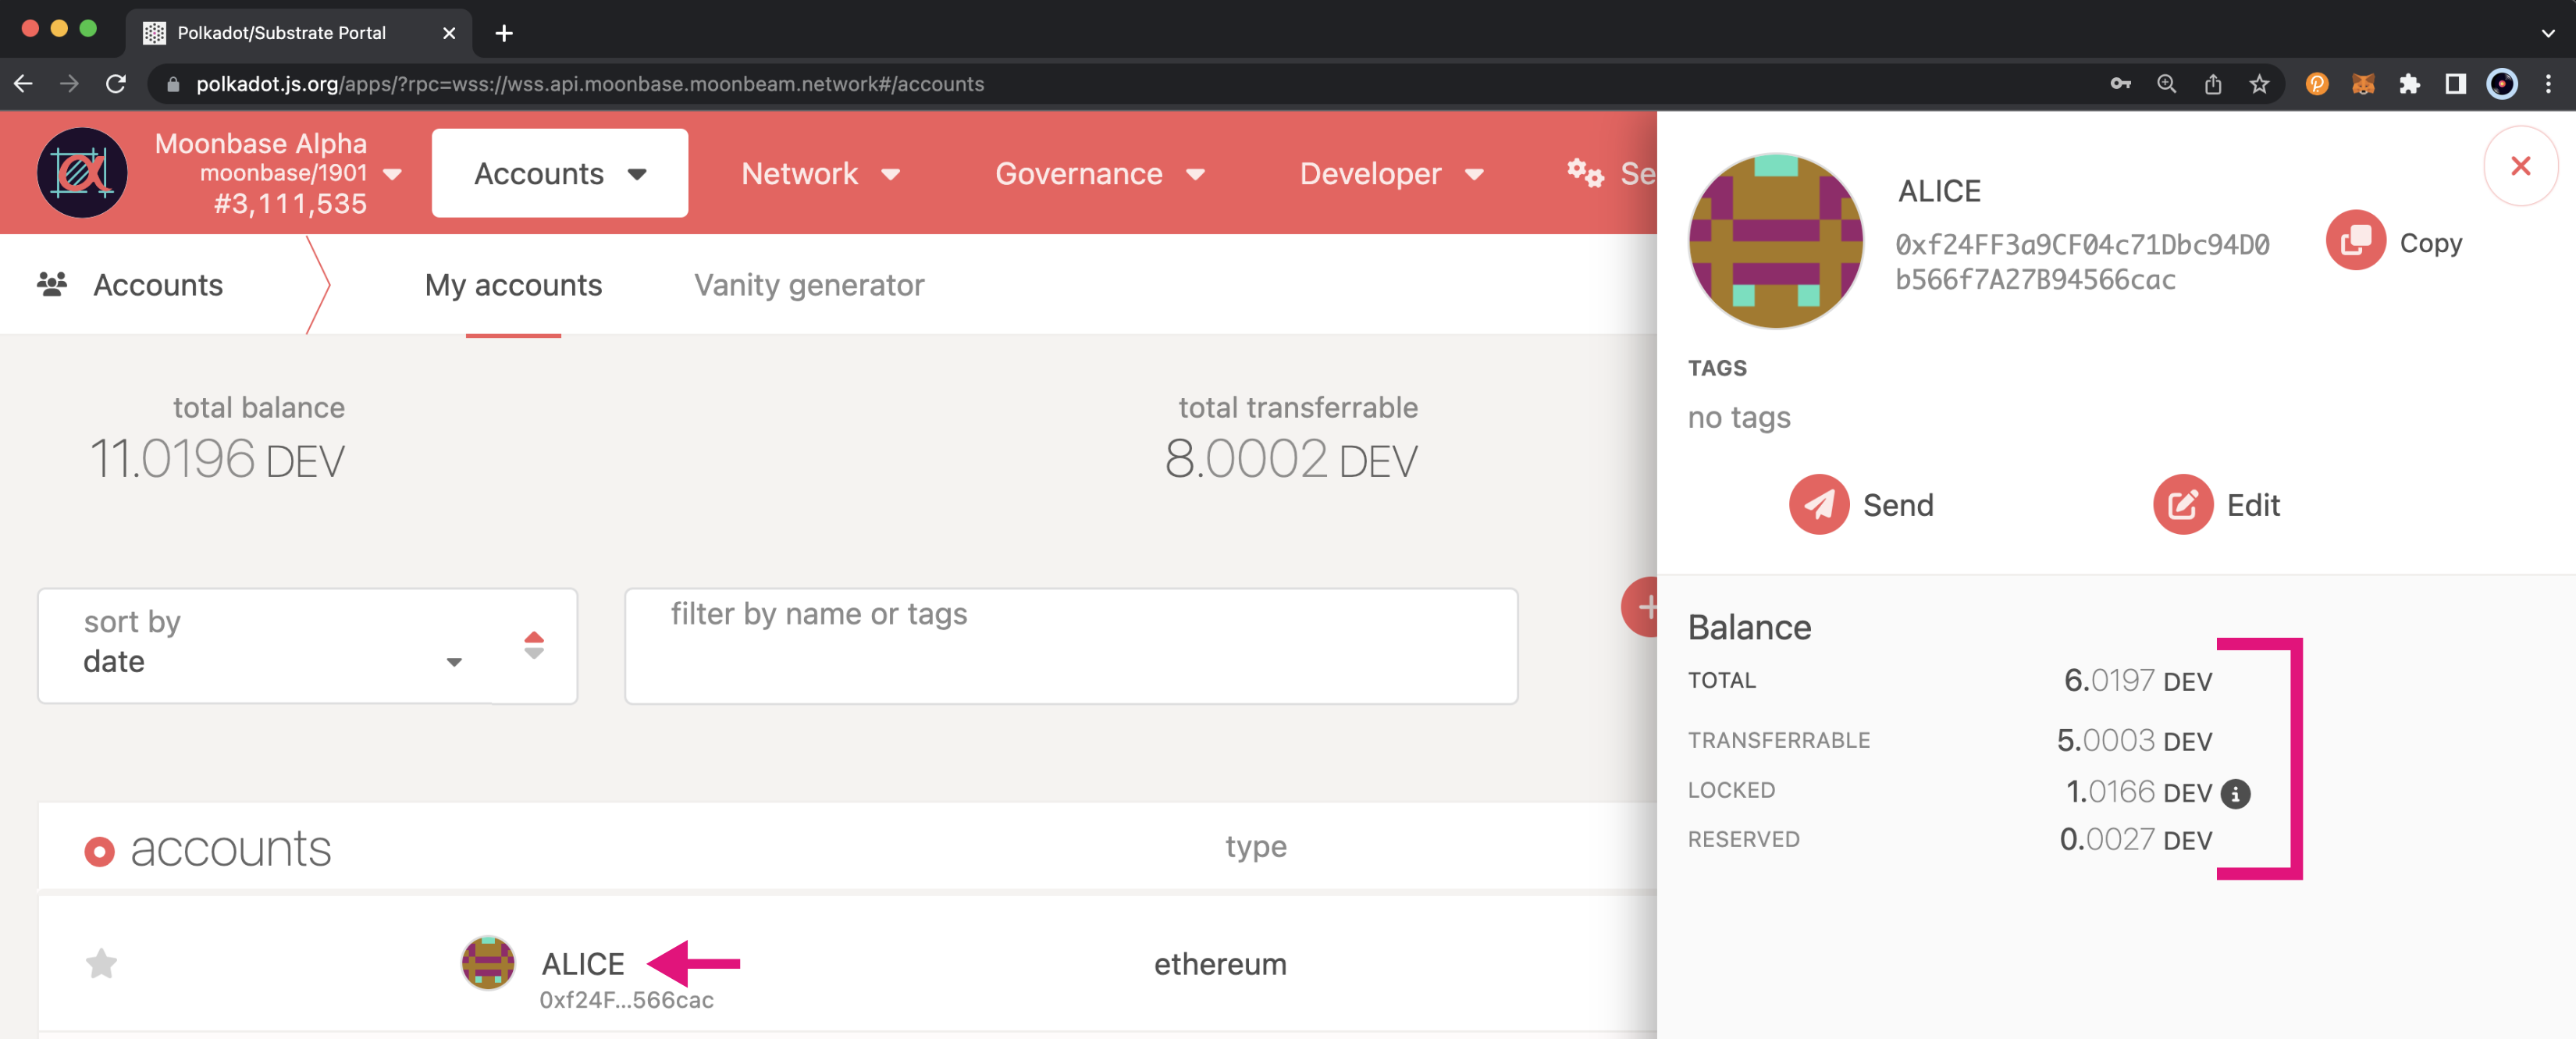 Polkadot/Substrate Portal
polkadot.js.org/apps/?rpc=wss://wss.api.moonbase.moonbeam.network#/accounts
Moonbase Alpha
moonbase/1901
#3,111,535
Accounts
Network
Governance
Developer
Se
Accounts
My accounts
Vanity generator
total balance
11.0196 DEV
total transferrable
8.0002 DEV
sort by
date
filter by name or tags
accounts
type
ALICE
0xf24F...566cac
ethereum
ALICE
0xf24FF3a9CF04c71Dbc94D0
b566f7A27B94566cac
Copy
TAGS
no tags
Send
Edit
Balance
TOTAL 6.0197 DEV
TRANSFERRABLE 5.0003 DEV
LOCKED 1.0166 DEV
RESERVED 0.0027 DEV